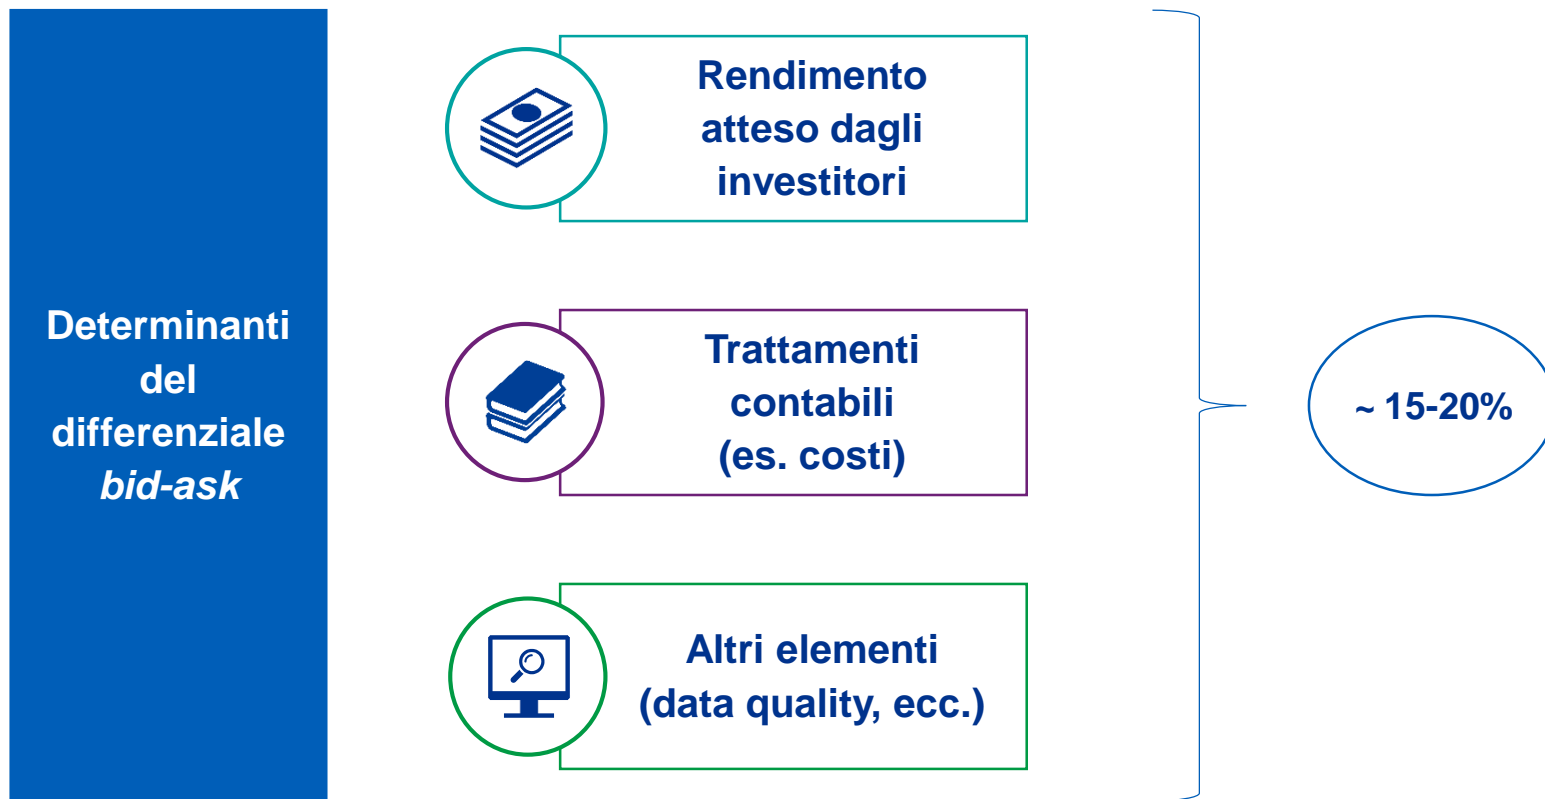 Determinanti
del
differenziale
bid-ask
Rendimento
atteso dagli
investitori
Trattamenti
contabili
(es. costi)
Altri elementi
(data quality, ecc.)
~ 15-20%